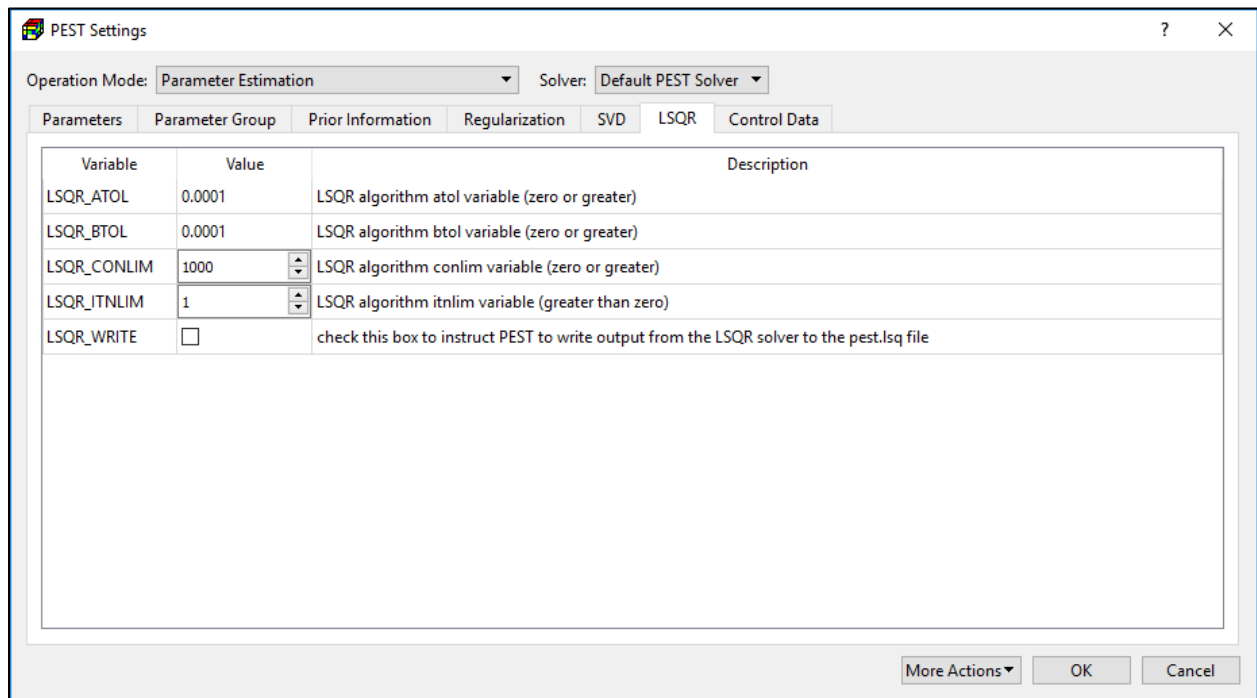 PEST Settings ?
Operation Mode: Parameter Estimation Solver: Default PEST Solver
Parameters Parameter Group Prior Information Regularization SVD LSQR Control Data
Variable Value Description
LSQR_ATOL 0.0001 LSQR algorithm atol variable (zero or greater)
LSQR_BTOL 0.0001 LSQR algorithm btol variable (zero or greater)
LSQR_CONLIM 1000 LSQR algorithm conlim variable (zero or greater)
LSQR_ITNLIM 1 LSQR algorithm itnlim variable (greater than zero)
LSQR_WRITE check this box to instruct PEST to write output from the LSQR solver to the pest.lsq file
More Actions OK Cancel